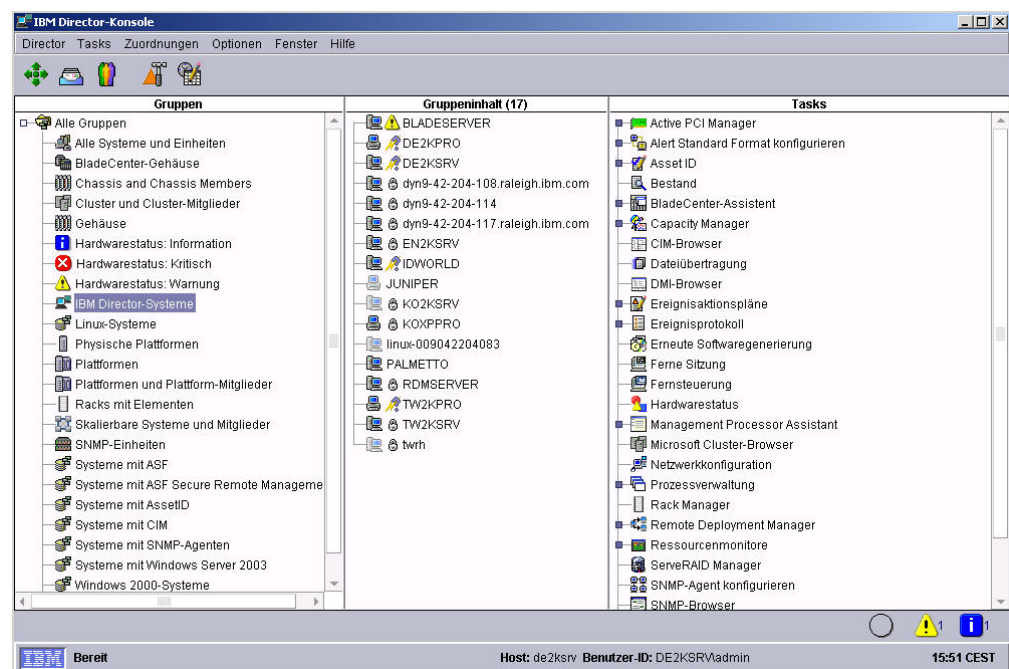 IBM Director-Konsole
Director Tasks Zuordnungen Optionen Fenster Hilfe
Gruppen
Alle Gruppen
Alle Systeme und Einheiten
BladeCenter-Gehäuse
Chassis and Chassis Members
Cluster und Cluster-Mitglieder
Gehäuse
Hardwarestatus: Information
Hardwarestatus: Kritisch
Hardwarestatus: Warnung
IBM Director-Systeme
Linux-Systeme
Physische Plattformen
Plattformen
Plattformen und Plattform-Mitglieder
Racks mit Elementen
Skalierbare Systeme und Mitglieder
SNMP-Einheiten
Systeme mit ASF
Systeme mit ASF Secure Remote Manageme
Systeme mit AssetID
Systeme mit CIM
Systeme mit SNMP-Agenten
Systeme mit Windows Server 2003
Windows 2000-Systeme
Gruppeninhalt (17)
BLADESERVER
DE2KPRO
DE2KSRV
dyn9-42-204-108.raleigh.ibm.com
dyn9-42-204-114
dyn9-42-204-117.raleigh.ibm.com
EN2KSRV
IDWORLD
JUNIPER
KO2KSRV
KOXPPRO
linux-009042204083
PALMETTO
RDMSERVER
TW2KPRO
TW2KSRV
twrh
Tasks
Active PCI Manager
Alert Standard Format konfigurieren
Asset ID
Bestand
BladeCenter-Assistent
Capacity Manager
CIM-Browser
Dateiübertragung
DMI-Browser
Ereignisaktionspläne
Ereignisprotokoll
Erneute Softwaregenerierung
Ferne Sitzung
Fernsteuerung
Hardwarestatus
Management Processor Assistant
Microsoft Cluster-Browser
Netzwerkkonfiguration
Prozessverwaltung
Rack Manager
Remote Deployment Manager
Ressourcenmonitore
ServeRAID Manager
SNMP-Agent konfigurieren
SNMP-Browser
1 1
IBM Bereit Host: de2ksrv Benutzer-ID: DE2KSRV\admin 15:51 CEST